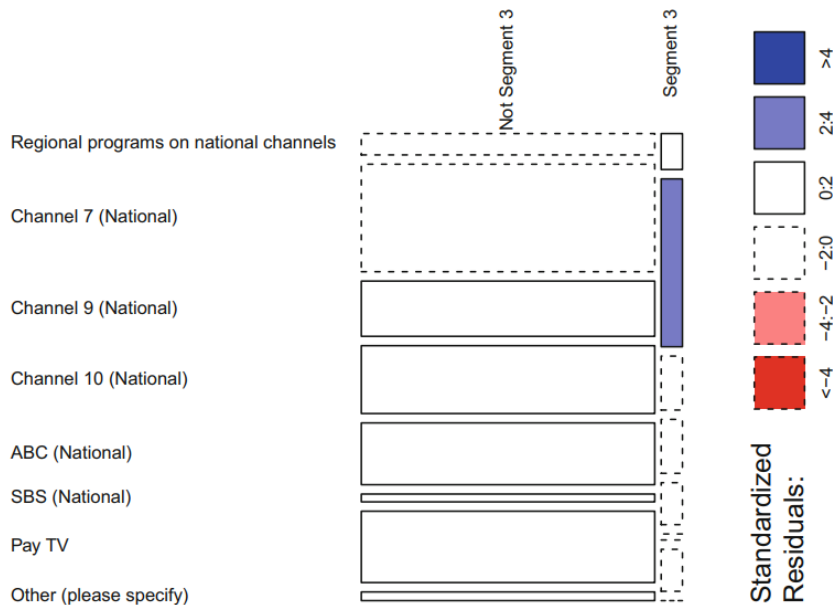 Not Segment 3
Segment 3
Regional programs on national channels
Channel 7 (National)
Channel 9 (National)
Channel 10 (National)
ABC (National)
SBS (National)
Pay TV
Other (please specify)
Standardized
Residuals:
<−4
−4:−2
−2:0
0:2
2:4
>4